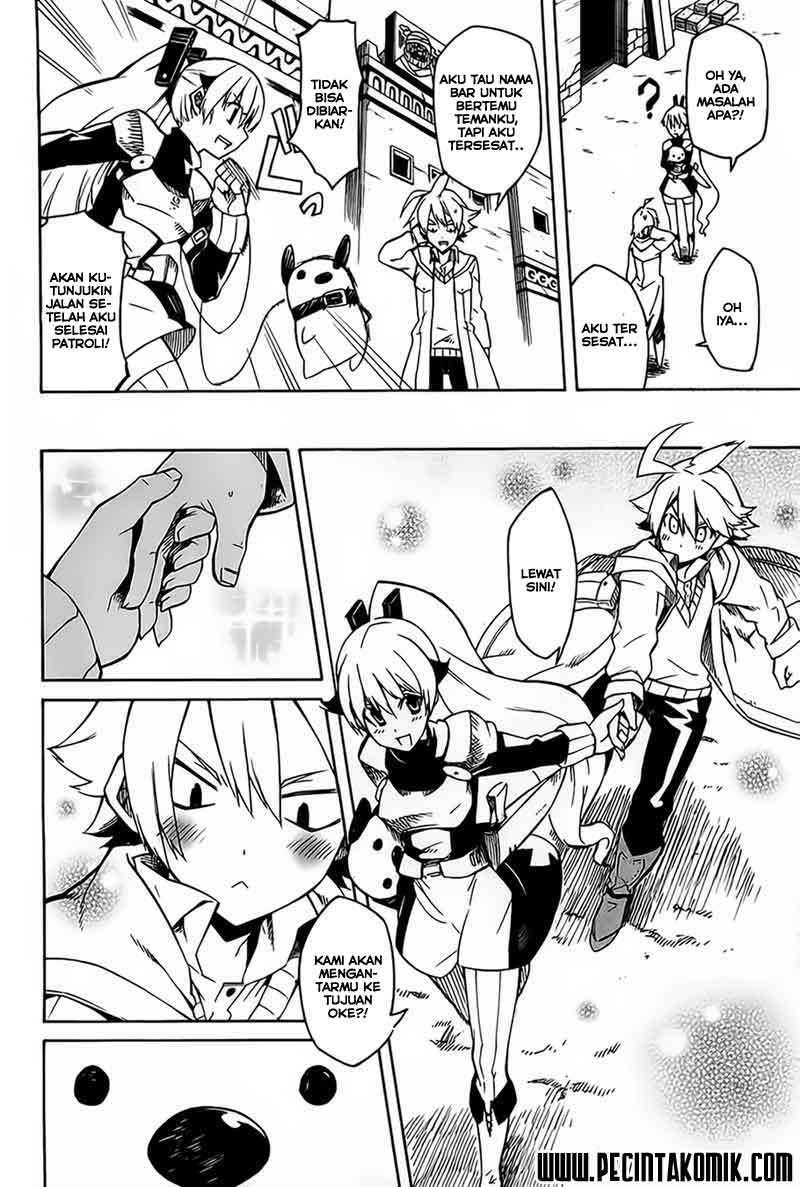 OH YA,
ADA
MASALAH
APA?!
?
OH
IYA...
AKU TER
SESAT...
AKU TAU NAMA
BAR UNTUK
BERTEMU
TEMANKU,
TAPI AKU
TERSESAT..
TIDAK
BISA
DIBIAR-
KAN!
AKAN KU-
TUNJUKIN
JALAN SE-
TELAH AKU
SELESAI
PATROLI!
LEWAT
SINI!
KAMI AKAN
MENGAN-
TARMU KE
TUJUAN
OKE?!
WWW.PECINTAKOMIK.COM